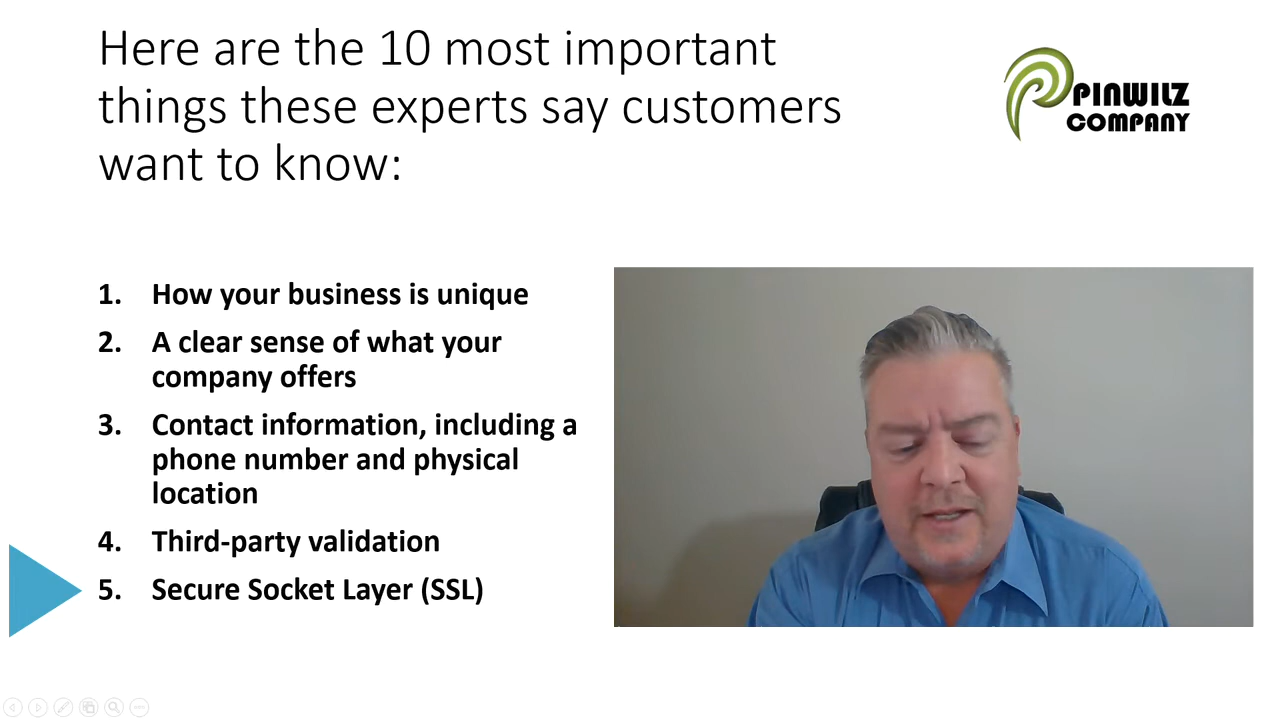 Here are the 10 most important
things these experts say customers
want to know:
PINWILZ
COMPANY
1. How your business is unique
2. A clear sense of what your
company offers
3. Contact information, including a
phone number and physical
location
4. Third-party validation
5. Secure Socket Layer (SSL)